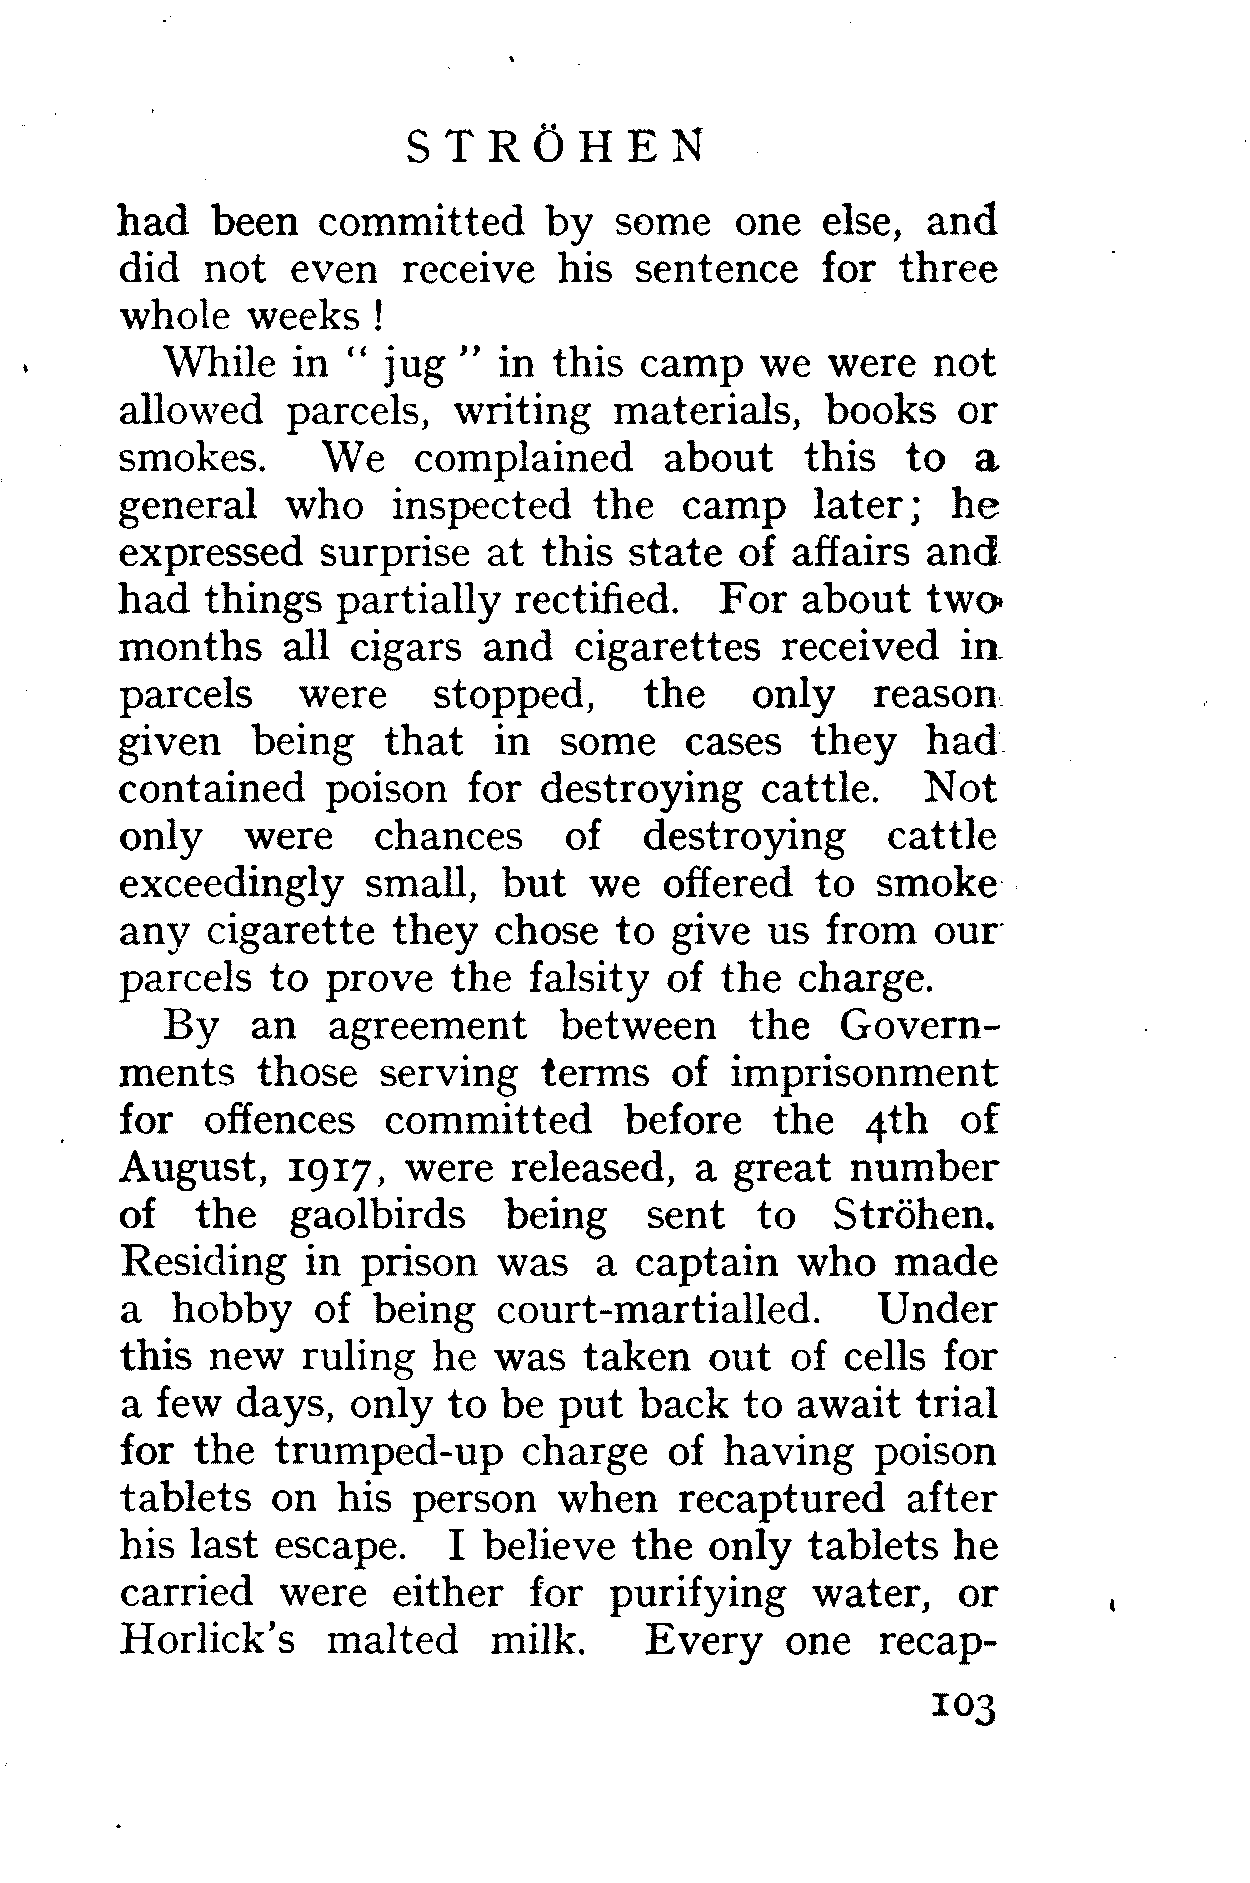 STRÖHEN
had been committed by some one else, and
did not even receive his sentence for three
whole weeks !
While in “ jug ” in this camp we were not
allowed parcels, writing materials, books or
smokes. We complained about this to a
general who inspected the camp later; he
expressed surprise at this state of affairs and
had things partially rectified. For about two
months all cigars and cigarettes received in
parcels were stopped, the only reason
given being that in some cases they had
contained poison for destroying cattle. Not
only were chances of destroying cattle
exceedingly small, but we offered to smoke
any cigarette they chose to give us from our
parcels to prove the falsity of the charge.
By an agreement between the Govern-
ments those serving terms of imprisonment
for offences committed before the 4th of
August, 1917, were released, a great number
of the gaolbirds being sent to Ströhen.
Residing in prison was a captain who made
a hobby of being court-martialled. Under
this new ruling he was taken out of cells for
a few days, only to be put back to await trial
for the trumped-up charge of having poison
tablets on his person when recaptured after
his last escape. I believe the only tablets he
carried were either for purifying water, or
Horlick's malted milk. Every one recap-
103